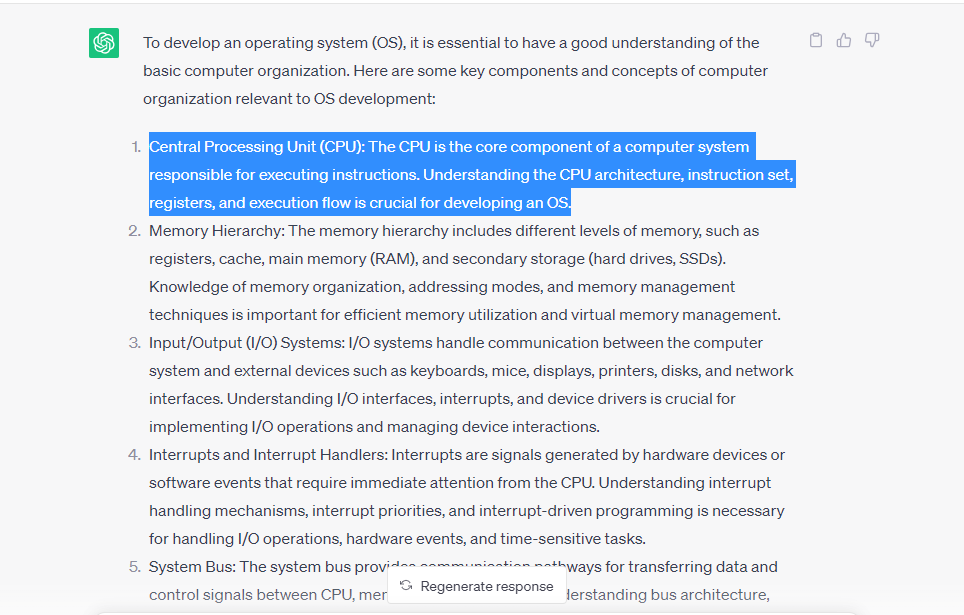 To develop an operating system (OS), it is essential to have a good understanding of the
basic computer organization. Here are some key components and concepts of computer
organization relevant to OS development:
1. Central Processing Unit (CPU): The CPU is the core component of a computer system
responsible for executing instructions. Understanding the CPU architecture, instruction set,
registers, and execution flow is crucial for developing an OS.
2. Memory Hierarchy: The memory hierarchy includes different levels of memory, such as
registers, cache, main memory (RAM), and secondary storage (hard drives, SSDs).
Knowledge of memory organization, addressing modes, and memory management
techniques is important for efficient memory utilization and virtual memory management.
3. Input/Output (I/O) Systems: I/O systems handle communication between the computer
system and external devices such as keyboards, mice, displays, printers, disks, and network
interfaces. Understanding I/O interfaces, interrupts, and device drivers is crucial for
implementing I/O operations and managing device interactions.
4. Interrupts and Interrupt Handlers: Interrupts are signals generated by hardware devices or
software events that require immediate attention from the CPU. Understanding interrupt
handling mechanisms, interrupt priorities, and interrupt-driven programming is necessary
for handling I/O operations, hardware events, and time-sensitive tasks.
5. System Bus: The system bus provides communication pathways for transferring data and
control signals between CPU, bus architecture,
Regenerate response